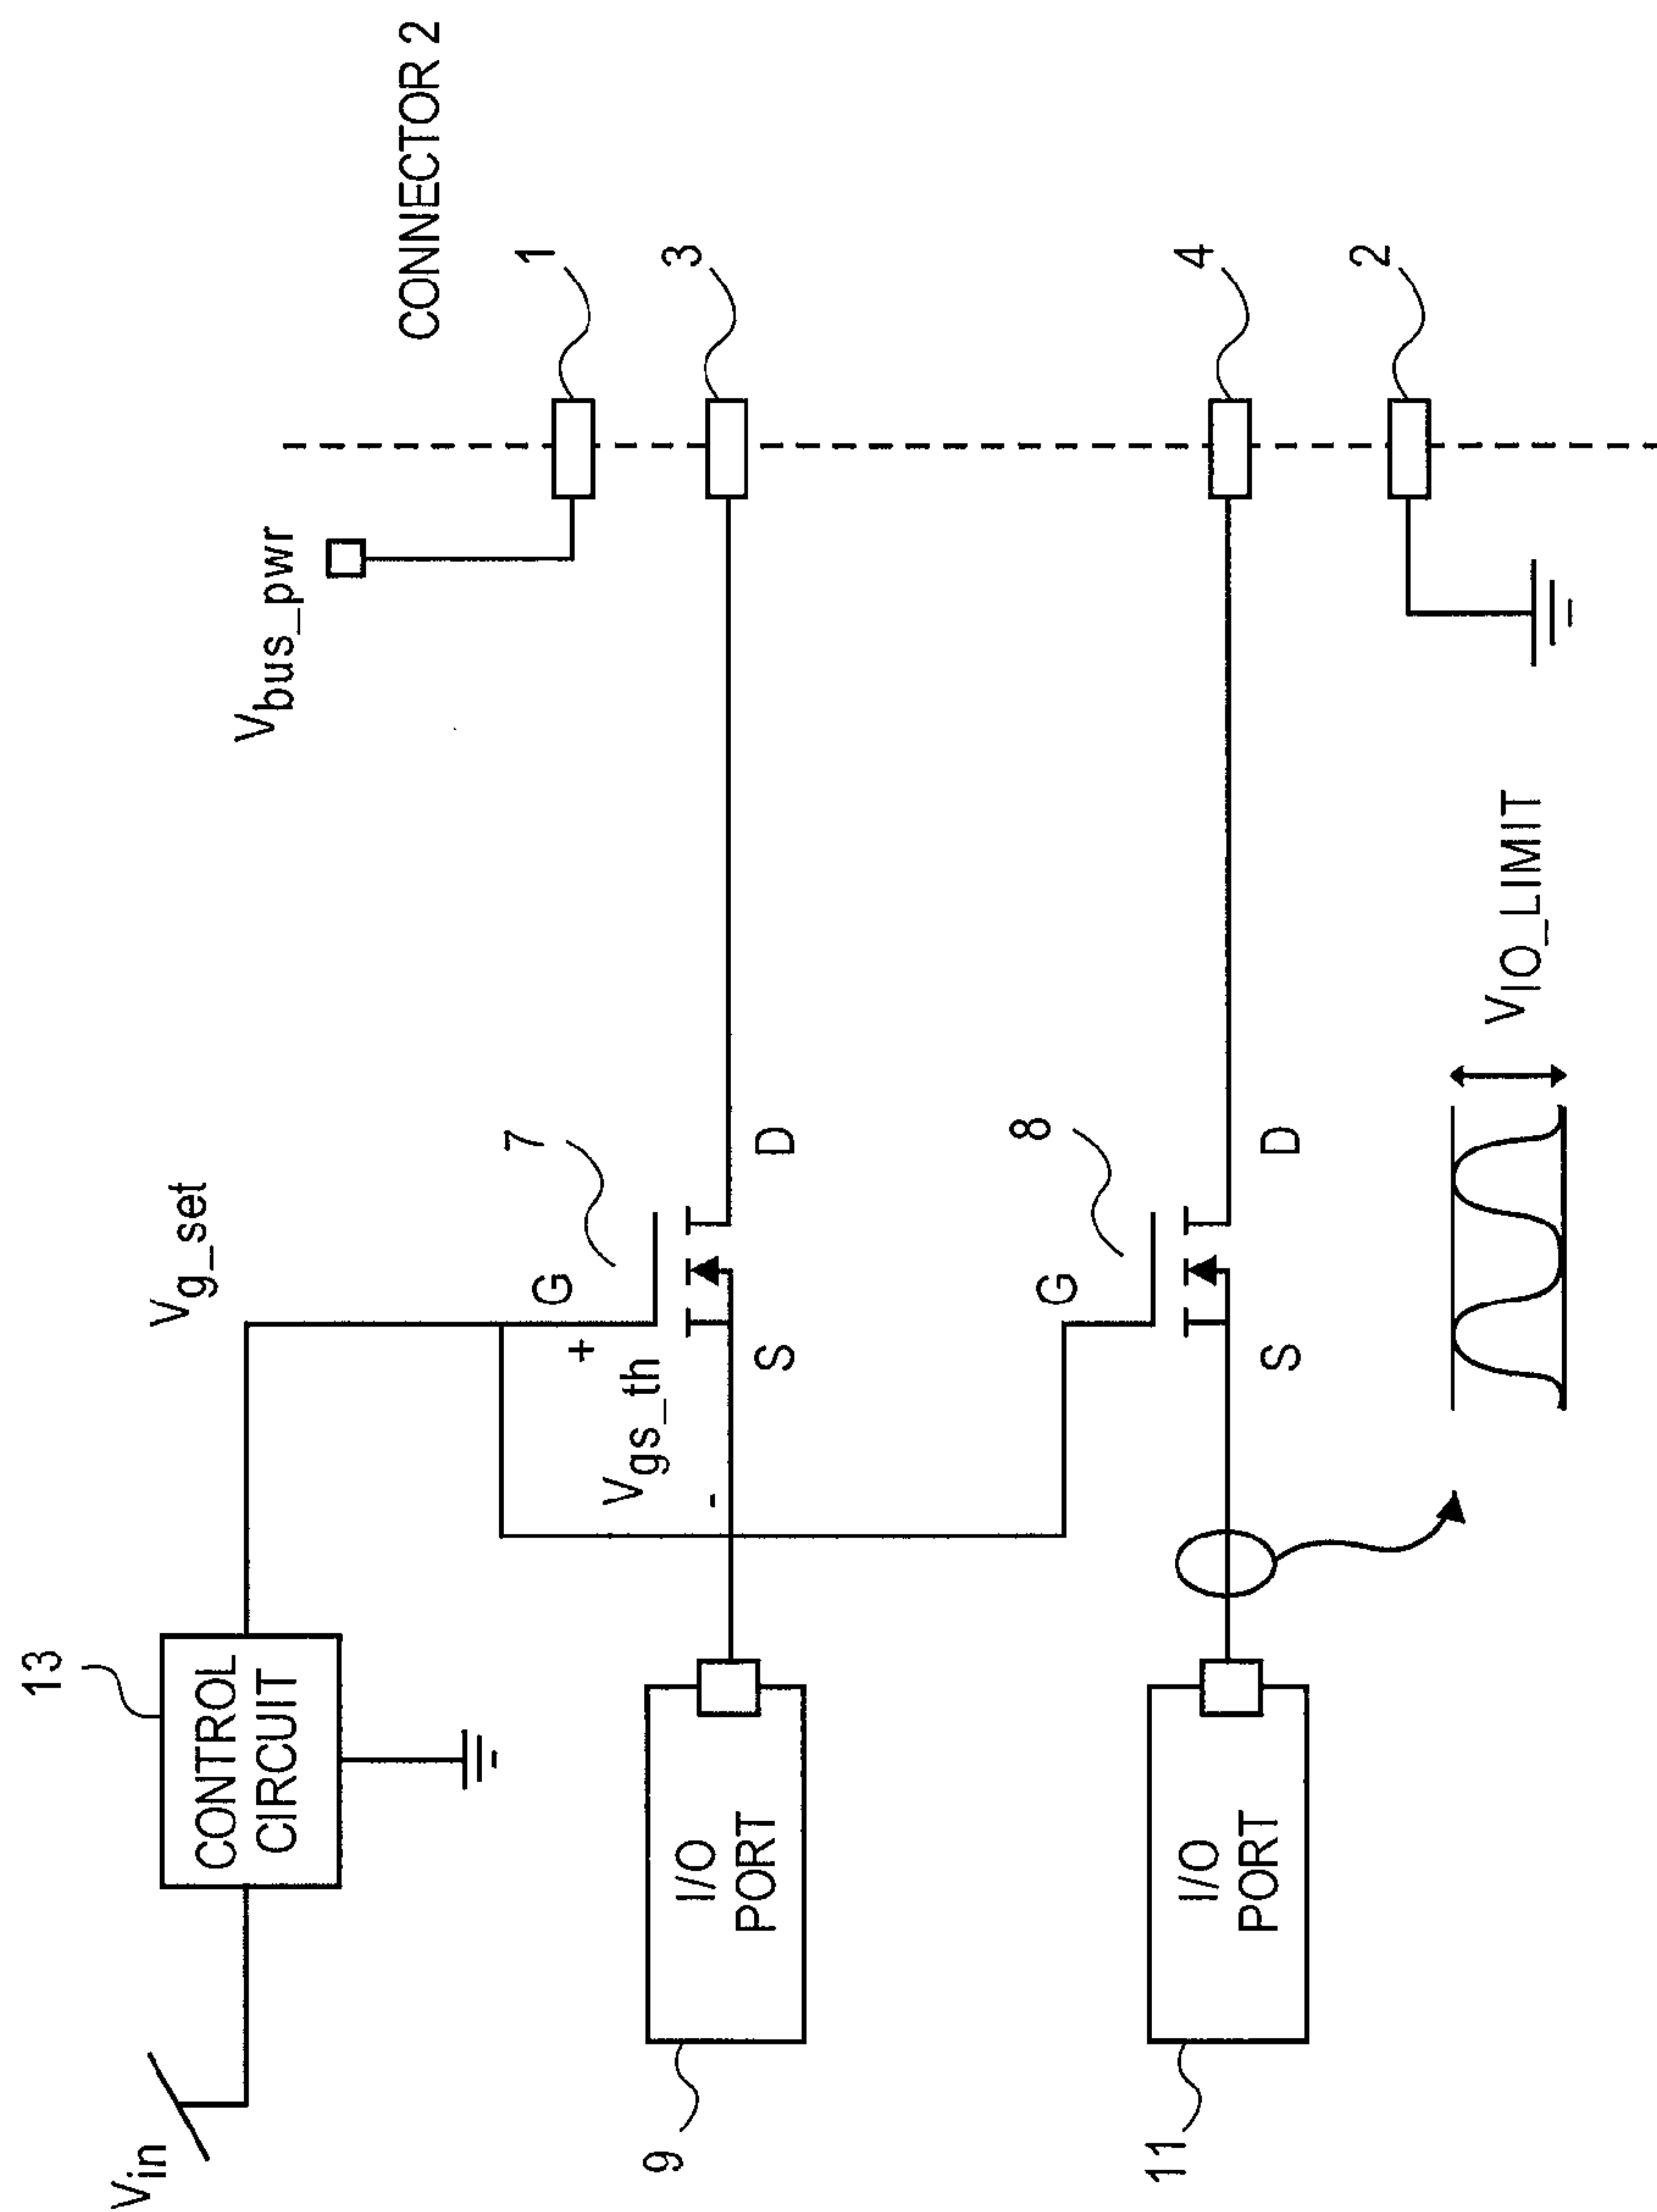 CONNECTOR 2
Vbus_pwr
1
3
4
2
Vg_set
7
G
+
Vgs_th
-
S
D
8
G
S
D
VIO_LIMIT
13
CONTROL
CIRCUIT
Vin
I/O
PORT
9
I/O
PORT
11